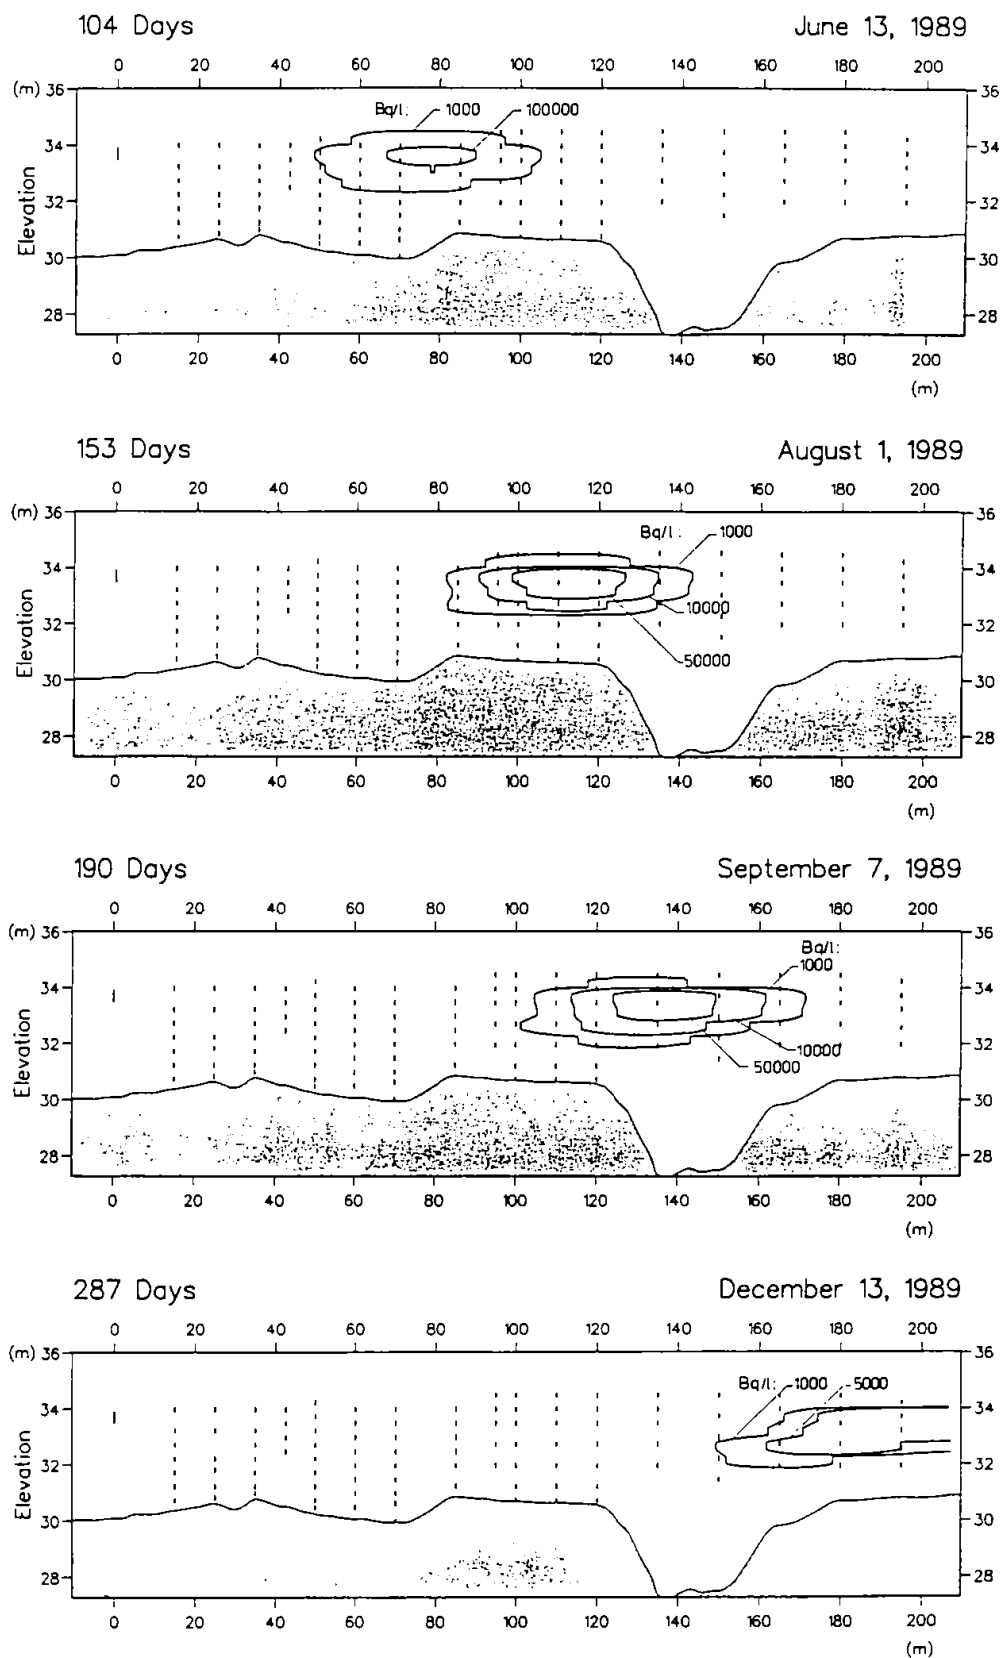 104 Days June 13, 1989
0 20 40 60 80 100 120 140 160 180 200
(m) 36 36
Bq/l: 1000 100000
34 34
32 32
Elevation
30 30
28 28
0 20 40 60 80 100 120 140 160 180 200
(m)
153 Days August 1, 1989
0 20 40 60 80 100 120 140 160 180 200
(m) 36 36
Bq/l: 1000
34 34
10000
32 32
Elevation
50000
30 30
28 28
0 20 40 60 80 100 120 140 160 180 200
(m)
190 Days September 7, 1989
0 20 40 60 80 100 120 140 160 180 200
(m) 36 36
Bq/l:
1000
34 34
32 10000 32
Elevation
50000
30 30
28 28
0 20 40 60 80 100 120 140 160 180 200
(m)
287 Days December 13, 1989
0 20 40 60 80 100 120 140 160 180 200
(m) 36 36
Bq/l: 1000 5000
34 34
32 32
Elevation
30 30
28 28
0 20 40 60 80 100 120 140 160 180 200
(m)